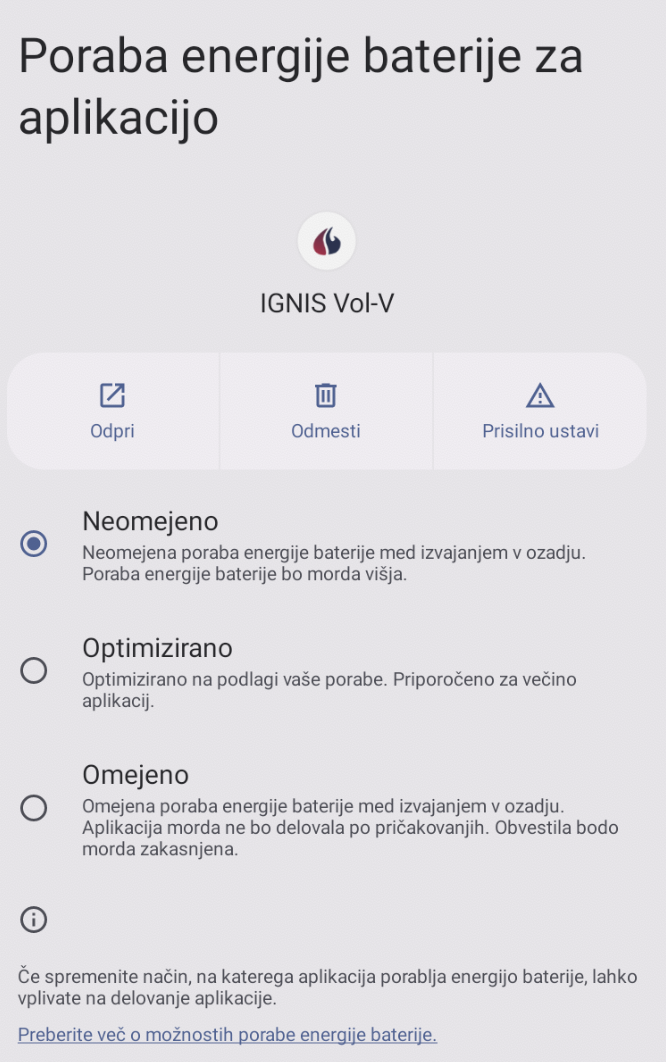 Poraba energije baterije za
aplikacijo
IGNIS Vol-V
Odpri
Odmesti
Prisilno ustavi
Neomejeno
Neomejena poraba energije baterije med izvajanjem v ozadju.
Poraba energije baterije bo morda višja.
Optimizirano
Optimizirano na podlagi vaše porabe. Priporočeno za večino
aplikacij.
Omejeno
Omejena poraba energije baterije med izvajanjem v ozadju.
Aplikacija morda ne bo delovala po pričakovanjih. Obvestila bodo
morda zakasnjena.
Če spremenite način, na katerega aplikacija porablja energijo baterije, lahko
vplivate na delovanje aplikacije.
Preberite več o možnostih porabe energije baterije.